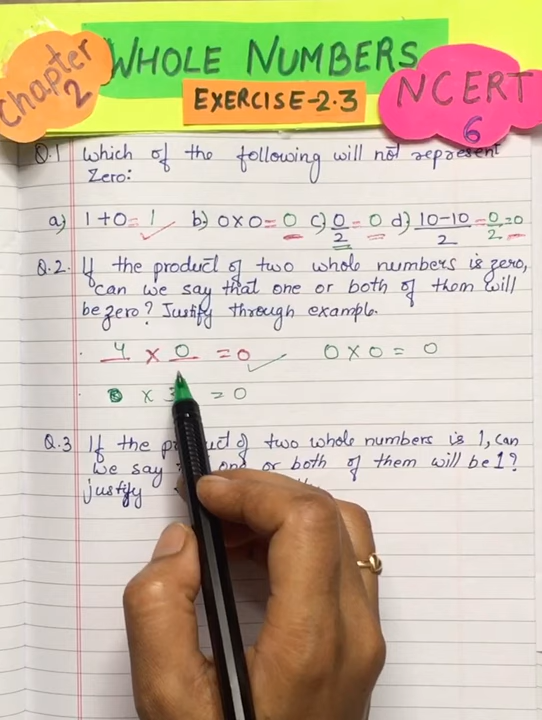 Chapter 2
WHOLE NUMBERS
EXERCISE-2.3
NCERT 6
Q.1 Which of the following will not represent
Zero:
a) 1+0=1 b) 0×0=0 c) 0/2=0 d) 10-10/2=0/2=0
Q.2. If the product of two whole numbers is zero,
can we say that one or both of them will
be zero? Justify through example.
4 × 0 = 0 0×0 = 0
× = 0
Q.3 If the of two whole numbers is 1, can
we say one or both of them will be 1?
justify